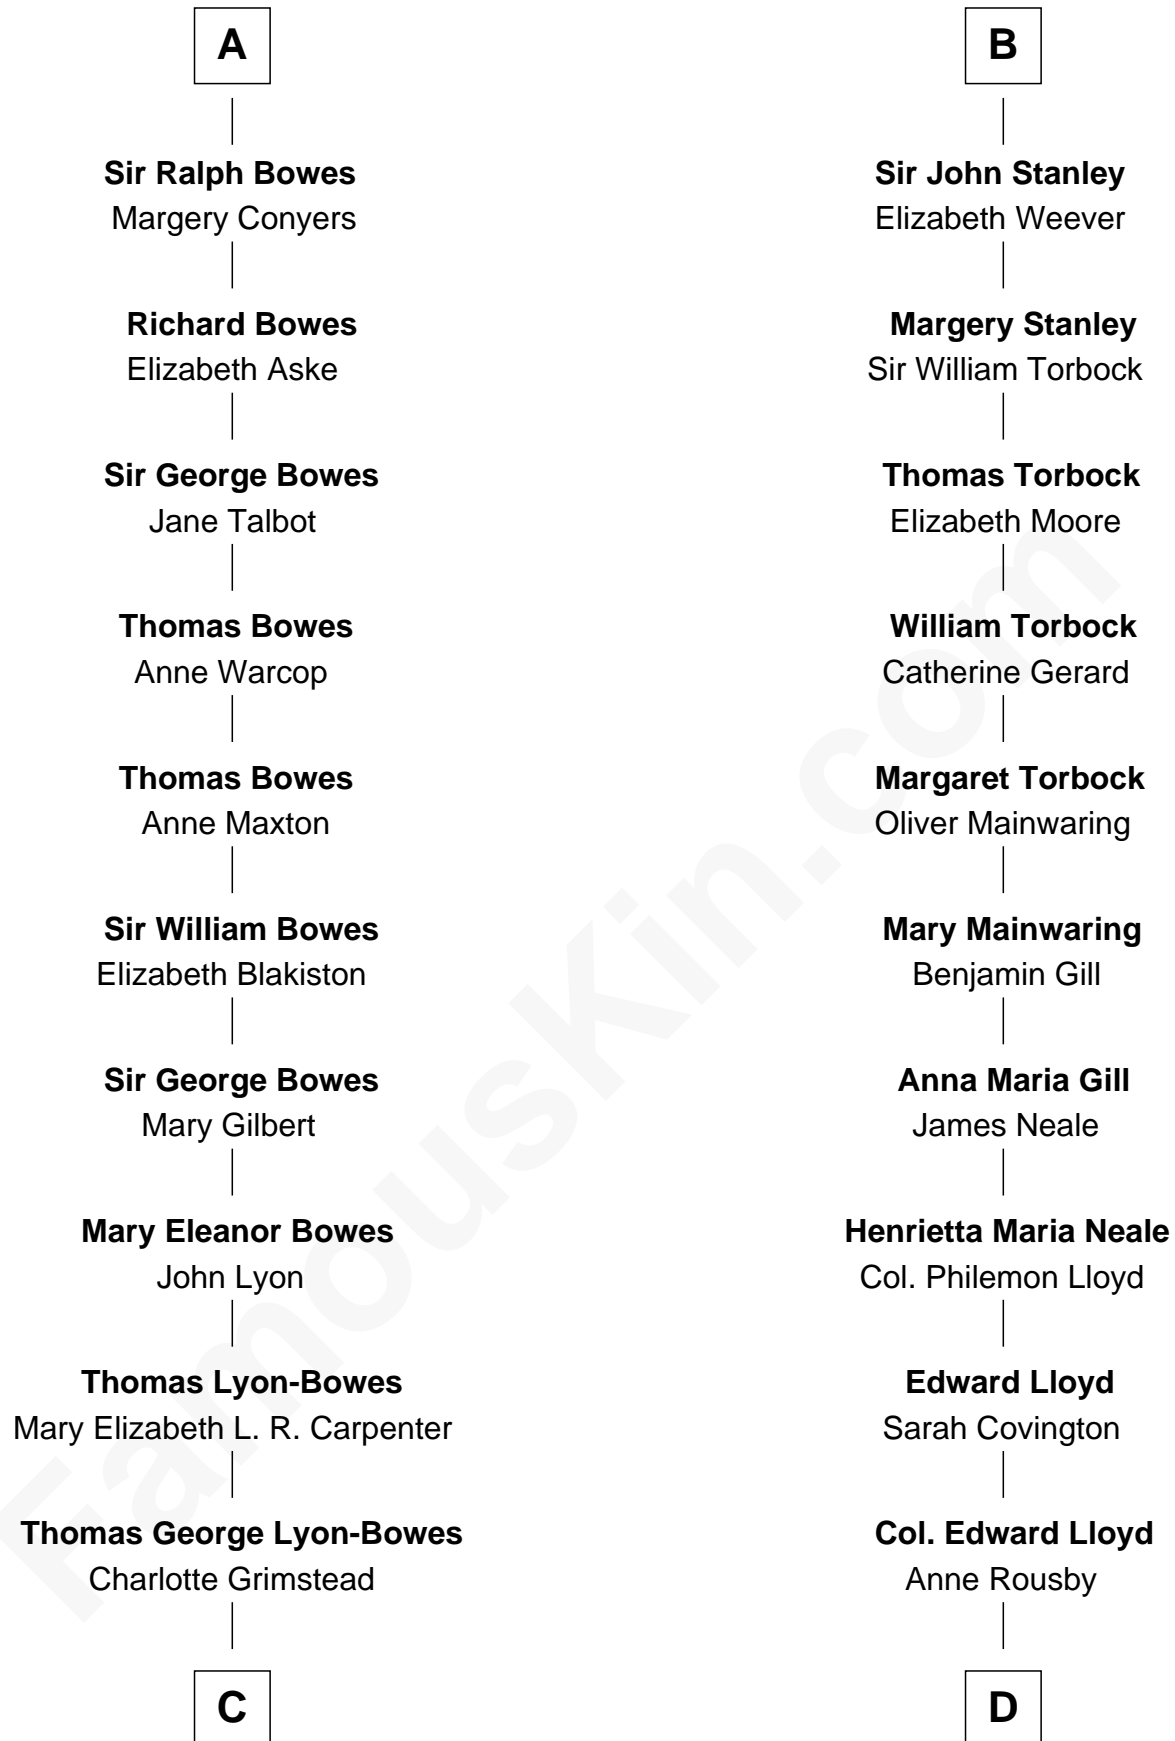 A
Sir Ralph Bowes
Margery Conyers
Richard Bowes
Elizabeth Aske
Sir George Bowes
Jane Talbot
Thomas Bowes
Anne Warcop
Thomas Bowes
Anne Maxton
Sir William Bowes
Elizabeth Blakiston
Sir George Bowes
Mary Gilbert
Mary Eleanor Bowes
John Lyon
Thomas Lyon-Bowes
Mary Elizabeth L. R. Carpenter
Thomas George Lyon-Bowes
Charlotte Grimstead
C
B
Sir John Stanley
Elizabeth Weever
Margery Stanley
Sir William Torbock
Thomas Torbock
Elizabeth Moore
William Torbock
Catherine Gerard
Margaret Torbock
Oliver Mainwaring
Mary Mainwaring
Benjamin Gill
Anna Maria Gill
James Neale
Henrietta Maria Neale
Col. Philemon Lloyd
Edward Lloyd
Sarah Covington
Col. Edward Lloyd
Anne Rousby
D
FamousKin.com